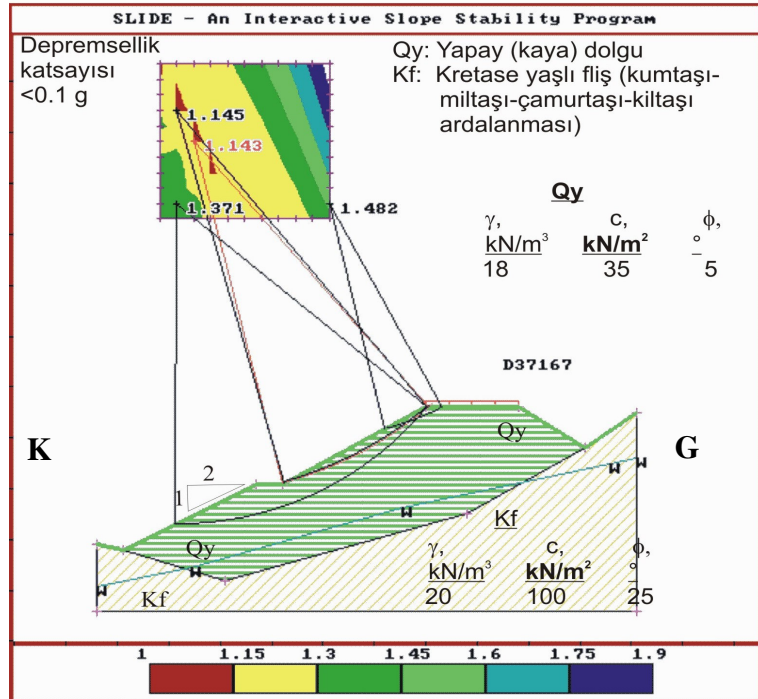 SLIDE - An Interactive Slope Stability Program
Depremsellik
katsayısı
<0.1 g
Qy: Yapay (kaya) dolgu
Kf: Kretase yaşlı fliş (kumtaşı-
miltaşı-çamurtaşı-kiltaşı
ardalanması)
1.145
1.143
1.371
1.482
Qy
γ, c, ϕ,
kN/m³ kN/m² °
18 35 5
D37167
K
G
Qy
2
1
W W
W
Kf
Qy
W
W
Kf
γ, c, ϕ,
kN/m³ kN/m² °
20 100 25
1 1.15 1.3 1.45 1.6 1.75 1.9